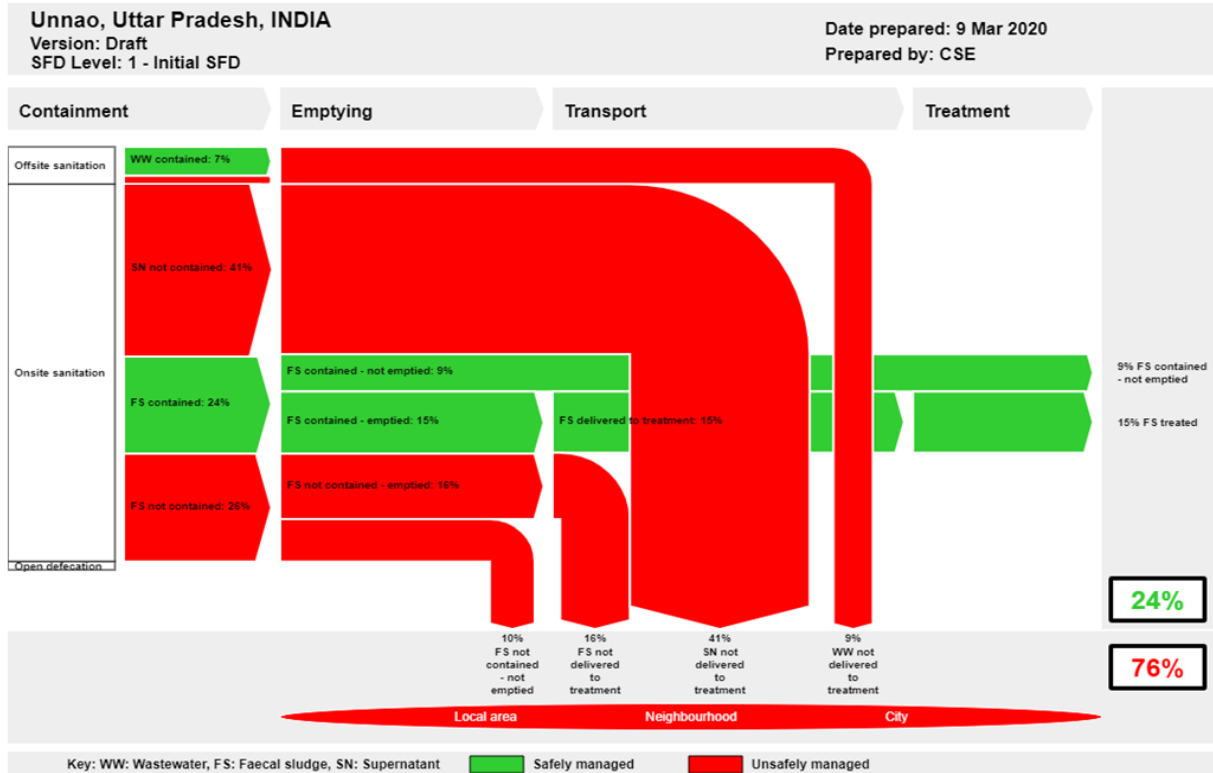 Unnao, Uttar Pradesh, INDIA
Version: Draft
SFD Level: 1 - Initial SFD
Date prepared: 9 Mar 2020
Prepared by: CSE
Containment
Emptying
Transport
Treatment
Offsite sanitation
WW contained: 7%
SN not contained: 41%
Onsite sanitation
FS contained: 24%
FS contained - not emptied: 9%
9% FS contained
- not emptied
FS contained - emptied: 15%
FS delivered to treatment: 15%
15% FS treated
FS not contained: 26%
FS not contained - emptied: 16%
Open defecation
24%
10%
FS not
contained
- not
emptied
16%
FS not
delivered
to
treatment
41%
SN not
delivered
to
treatment
9%
WW not
delivered
to
treatment
76%
Local area
Neighbourhood
City
Key: WW: Wastewater, FS: Faecal sludge, SN: Supernatant
Safely managed
Unsafely managed